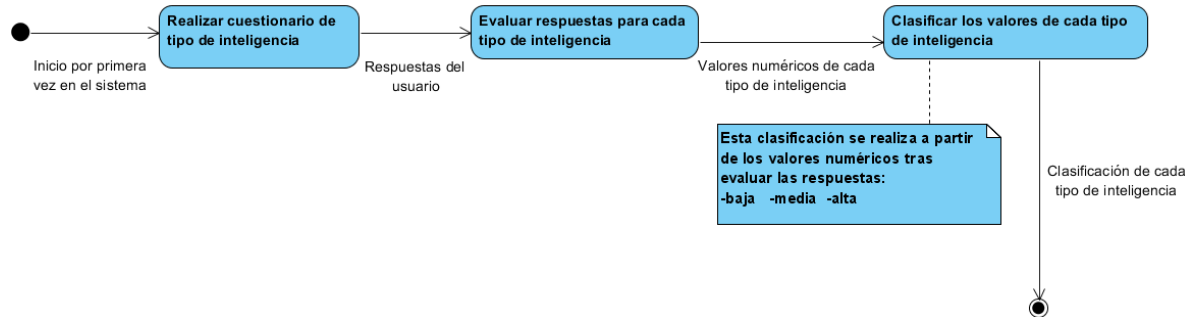 Realizar cuestionario de
tipo de inteligencia
Evaluar respuestas para cada
tipo de inteligencia
Clasificar los valores de cada tipo
de inteligencia
Inicio por primera
vez en el sistema
Respuestas del
usuario
Valores numéricos de cada
tipo de inteligencia
Esta clasificación se realiza a partir
de los valores numéricos tras
evaluar las respuestas:
-baja -media -alta
Clasificación de cada
tipo de inteligencia